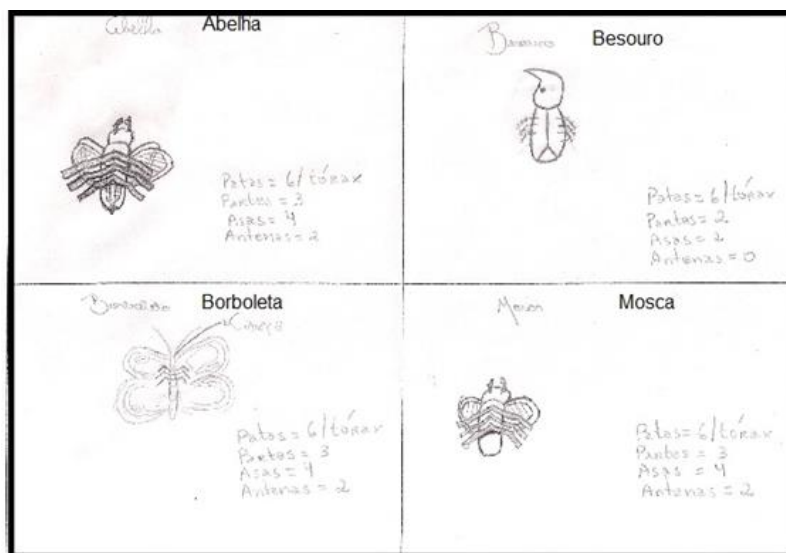 Abelha Abelha
Patas = 6/tórax
Partes = 3
Asas = 4
Antenas = 2
Besouro Besouro
Patas = 6/tórax
Partes = 2
Asas = 2
Antenas = 0
Borboleta
Patas = 6/tórax
Partes = 3
Asas = 4
Antenas = 2
Mosca Mosca
Patas = 6/tórax
Partes = 3
Asas = 4
Antenas = 2